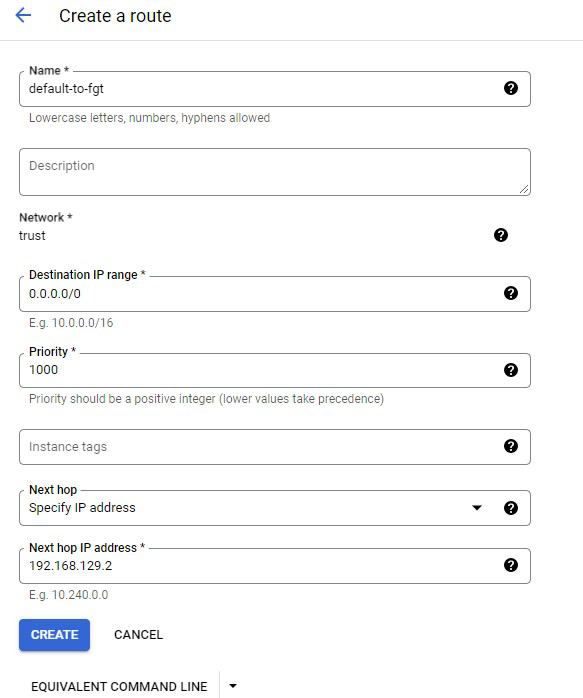 Create a route
Name *
default-to-fgt
Lowercase letters, numbers, hyphens allowed
Description
Network *
trust
Destination IP range *
0.0.0.0/0
E.g. 10.0.0.0/16
Priority *
1000
Priority should be a positive integer (lower values take precedence)
Instance tags
Next hop
Specify IP address
Next hop IP address *
192.168.129.2
E.g. 10.240.0.0
CREATE CANCEL
EQUIVALENT COMMAND LINE